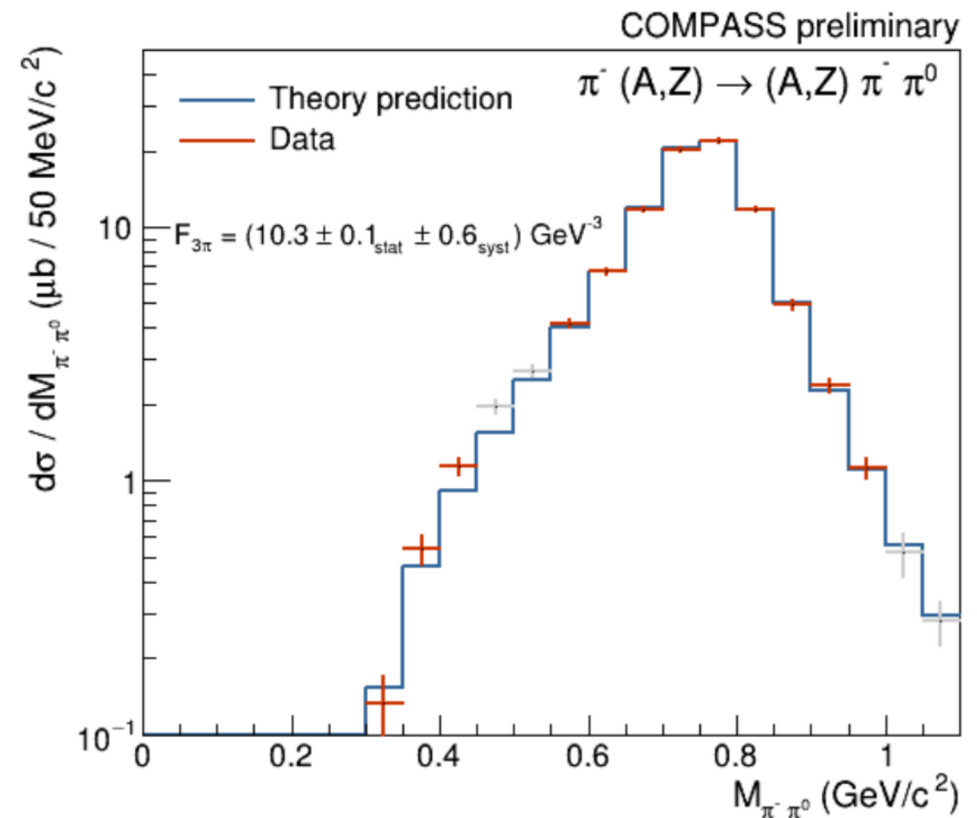 COMPASS preliminary
π⁻ (A,Z) → (A,Z) π⁻ π⁰
Theory prediction
Data
F₃π = (10.3 ± 0.1stat ± 0.6syst) GeV⁻³
dσ / dMπ⁻ π⁰ (μb / 50 MeV/c²)
10
1
10⁻¹
0 0.2 0.4 0.6 0.8 1
Mπ⁻ π⁰ (GeV/c²)